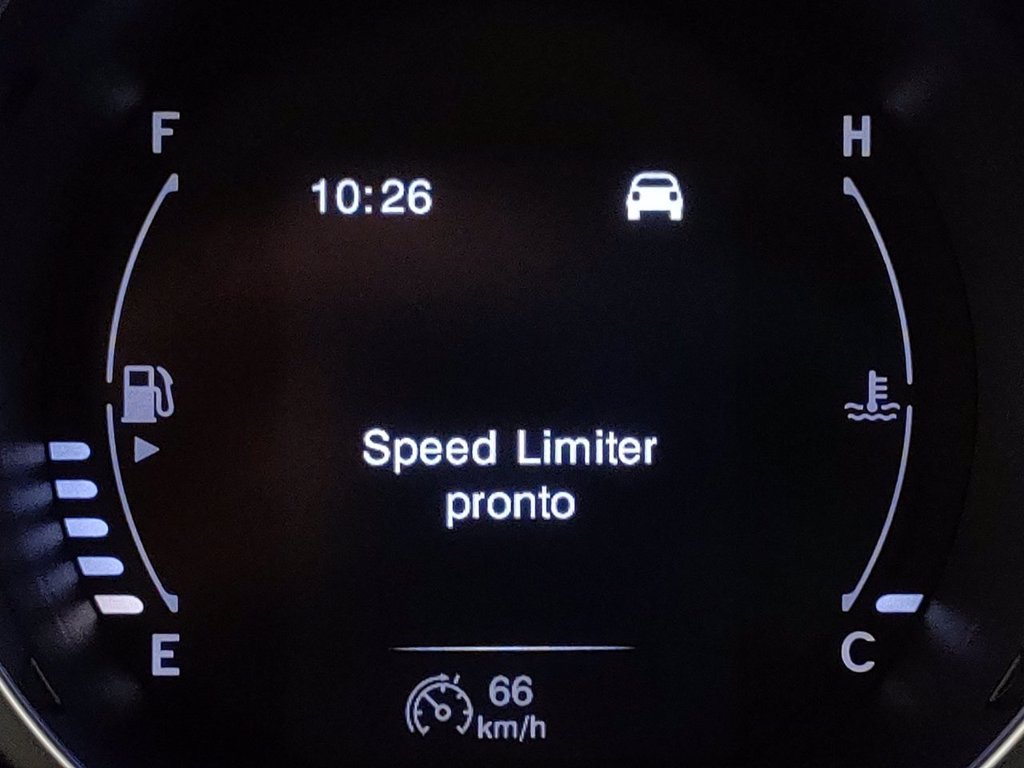 F
H
10:26
Speed Limiter
pronto
E
C
66
km/h